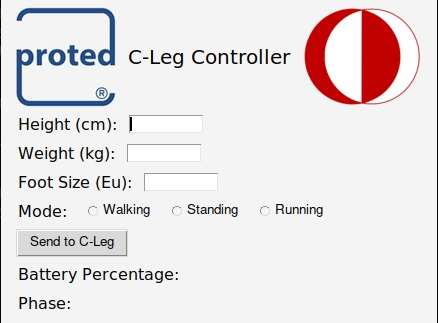 proted
®
C-Leg Controller
Height (cm):
Weight (kg):
Foot Size (Eu):
Mode: Walking Standing Running
Send to C-Leg
Battery Percentage:
Phase: